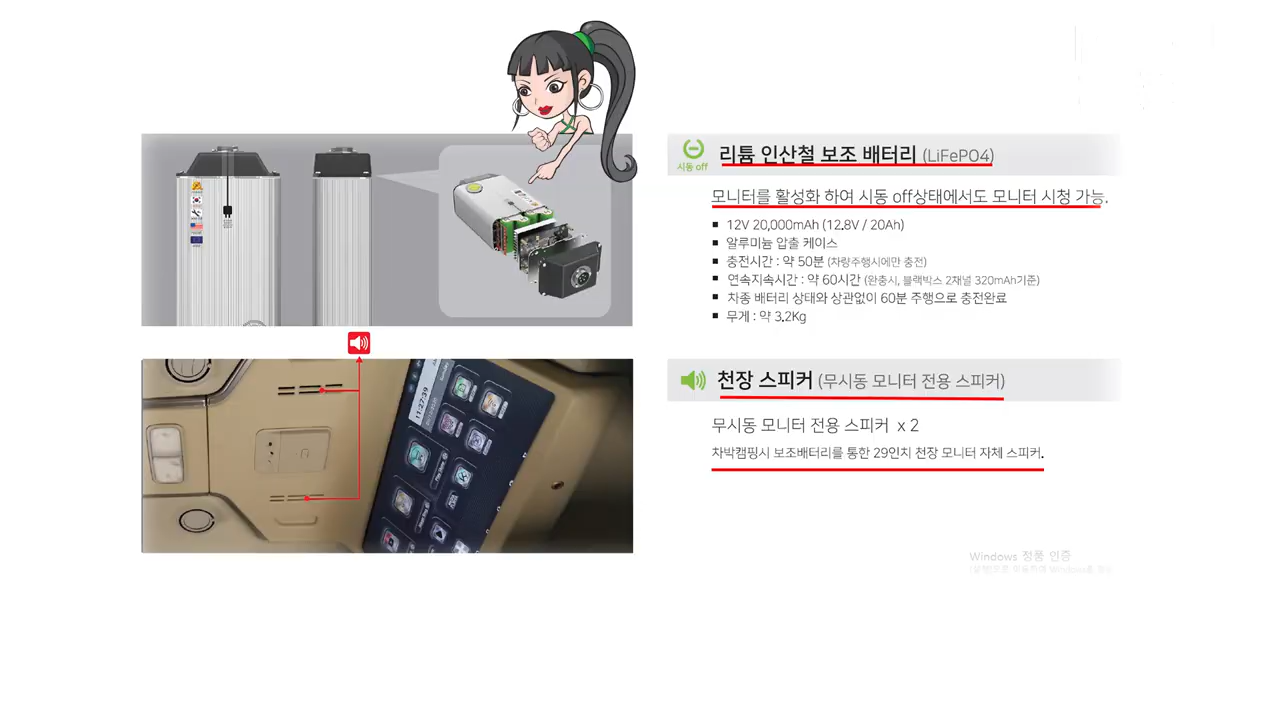 시동 off
리튬 인산철 보조 배터리 (LiFePO4)
모니터를 활성화 하여 시동 off상태에서도 모니터 시청 가능.
■ 12V 20,000mAh (12.8V / 20Ah)
■ 알루미늄 압출 케이스
■ 충전시간 : 약 50분 (차량주행시에만 충전)
■ 연속지속시간 : 약 60시간 (완충시, 블랙박스 2채널 320mAh기준)
■ 차종 배터리 상태와 상관없이 60분 주행으로 충전완료
■ 무게 : 약 3.2Kg
11:27:39
천장 스피커 (무시동 모니터 전용 스피커)
무시동 모니터 전용 스피커 x 2
차박캠핑시 보조배터리를 통한 29인치 천장 모니터 자체 스피커.
Windows 정품 인증